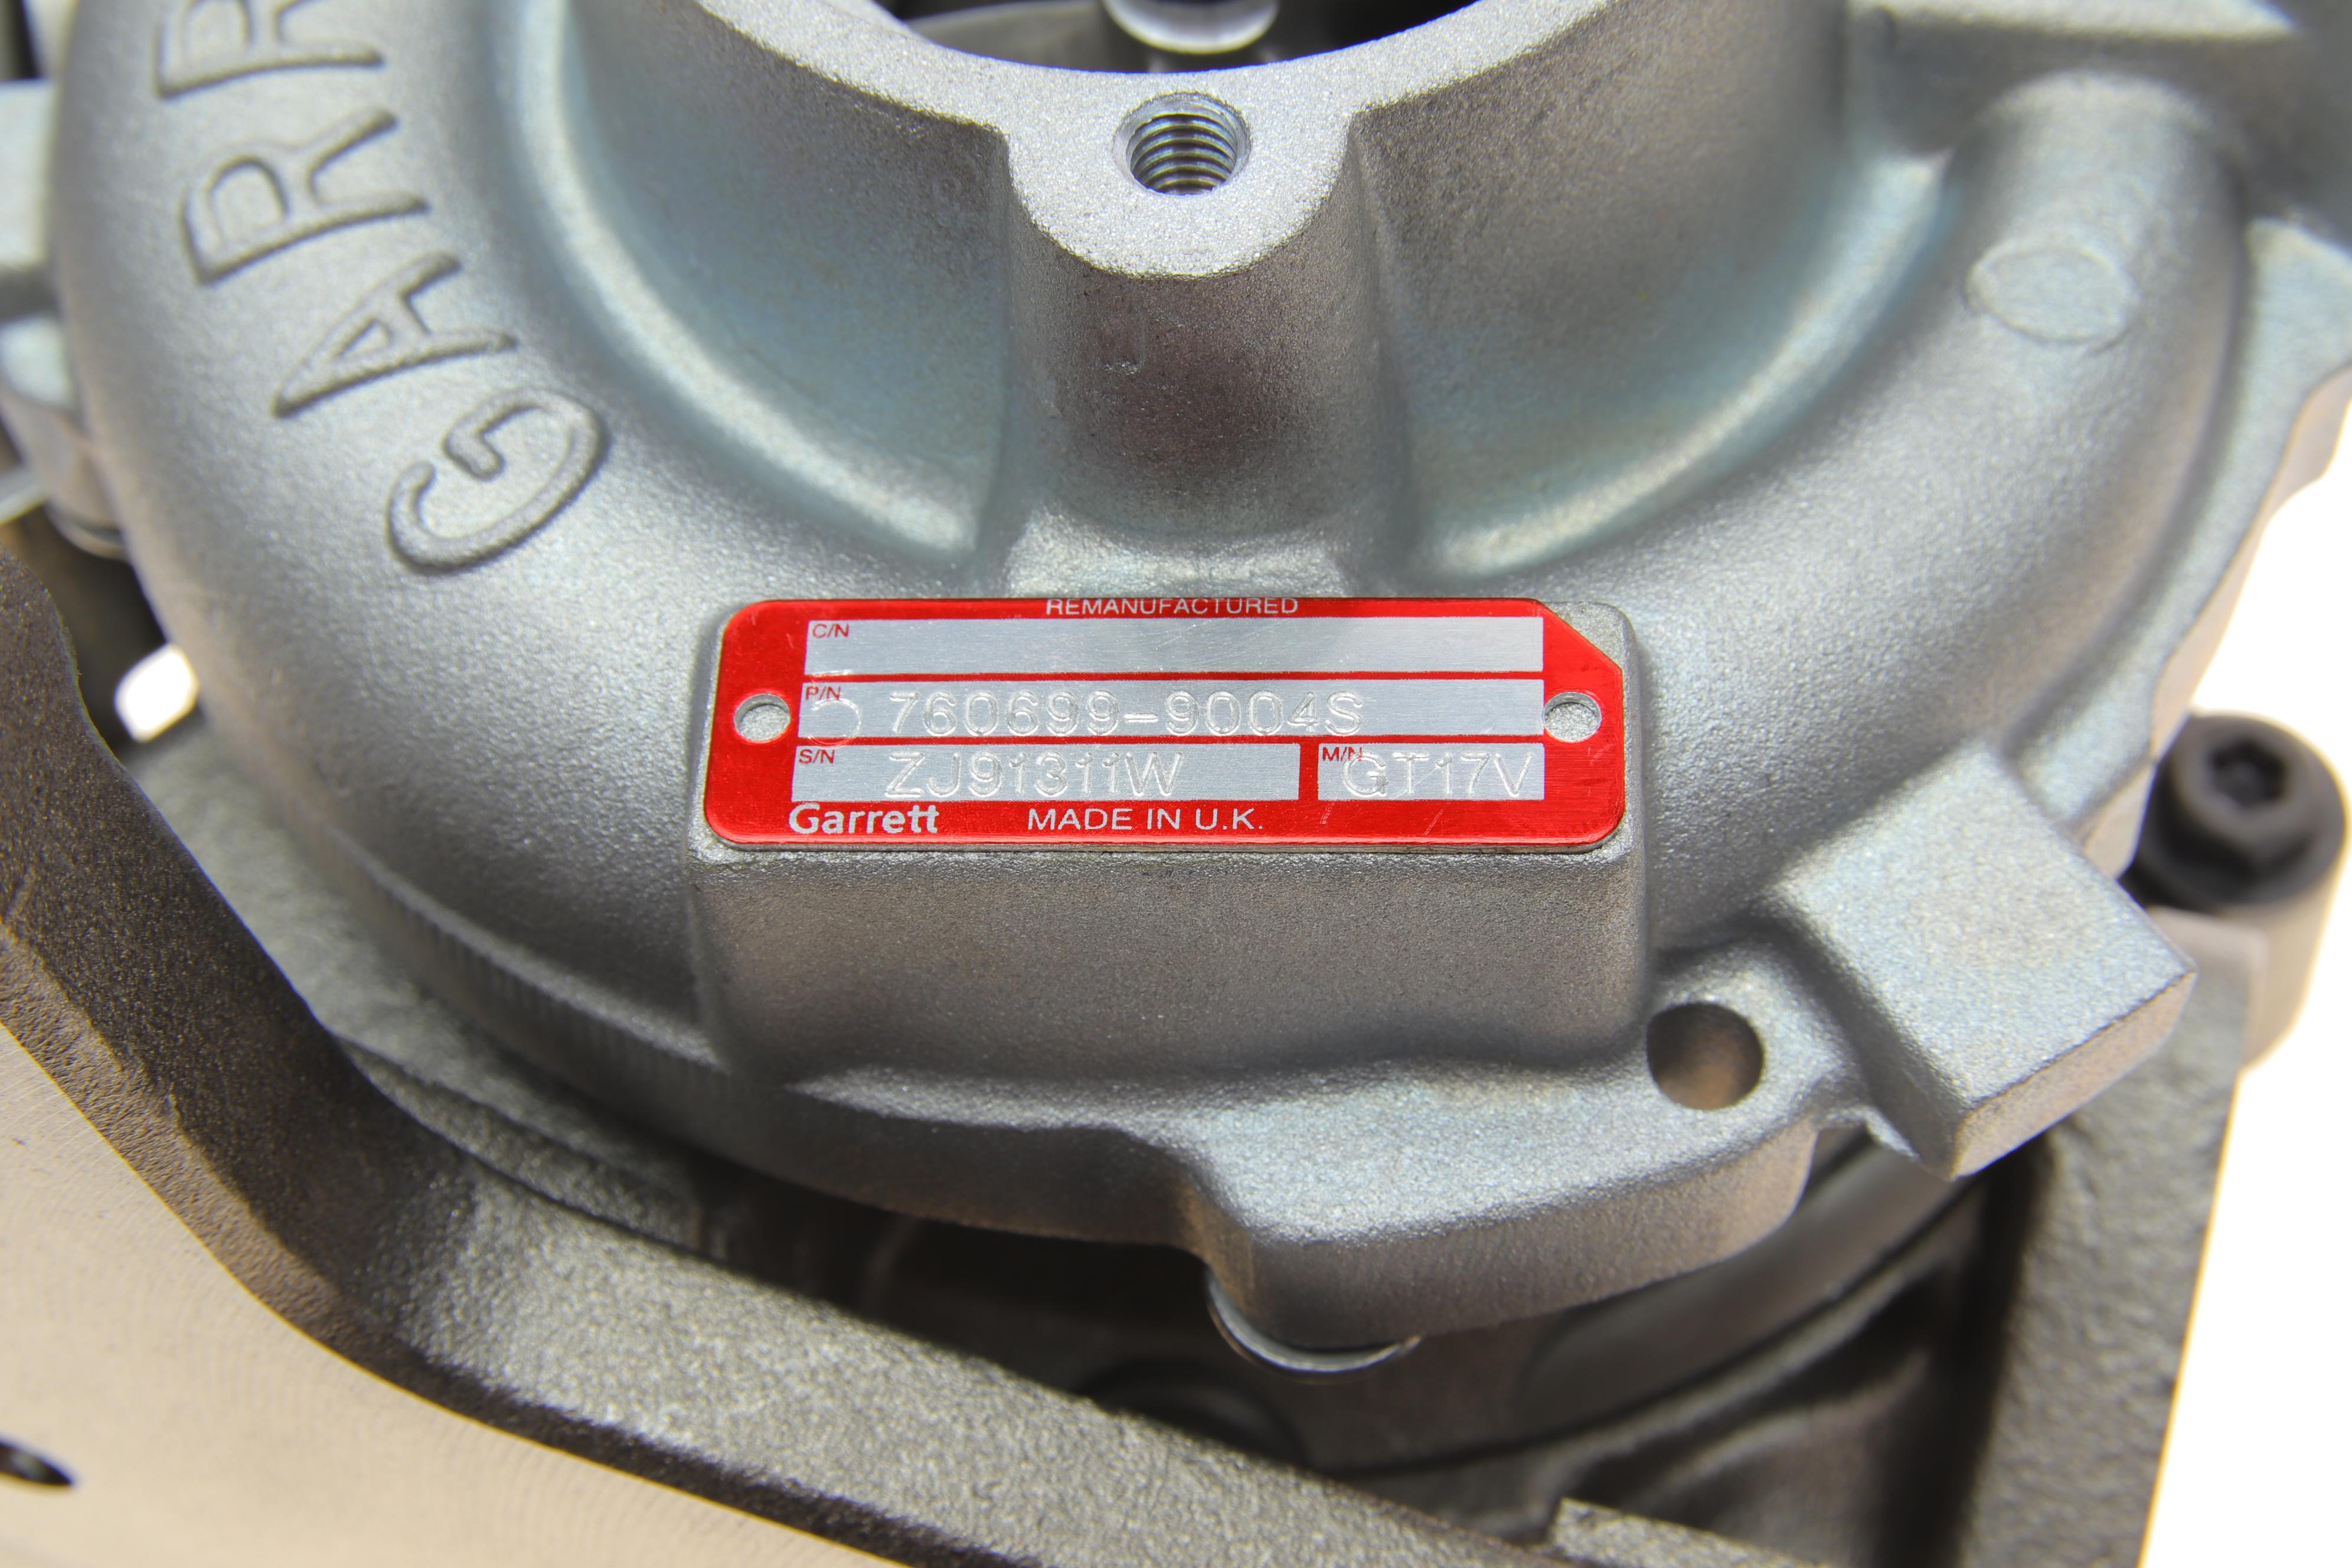 GARR
REMANUFACTURED
C/N
P/N 760699-9004S
S/N ZJ91311W M/N GT17V
Garrett MADE IN U.K.